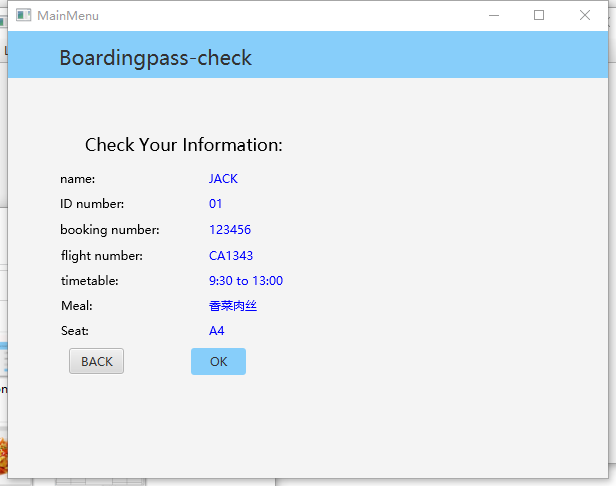 MainMenu
Boardingpass-check
Check Your Information:
name: JACK
ID number: 01
booking number: 123456
flight number: CA1343
timetable: 9:30 to 13:00
Meal: 香菜肉丝
Seat: A4
BACK OK